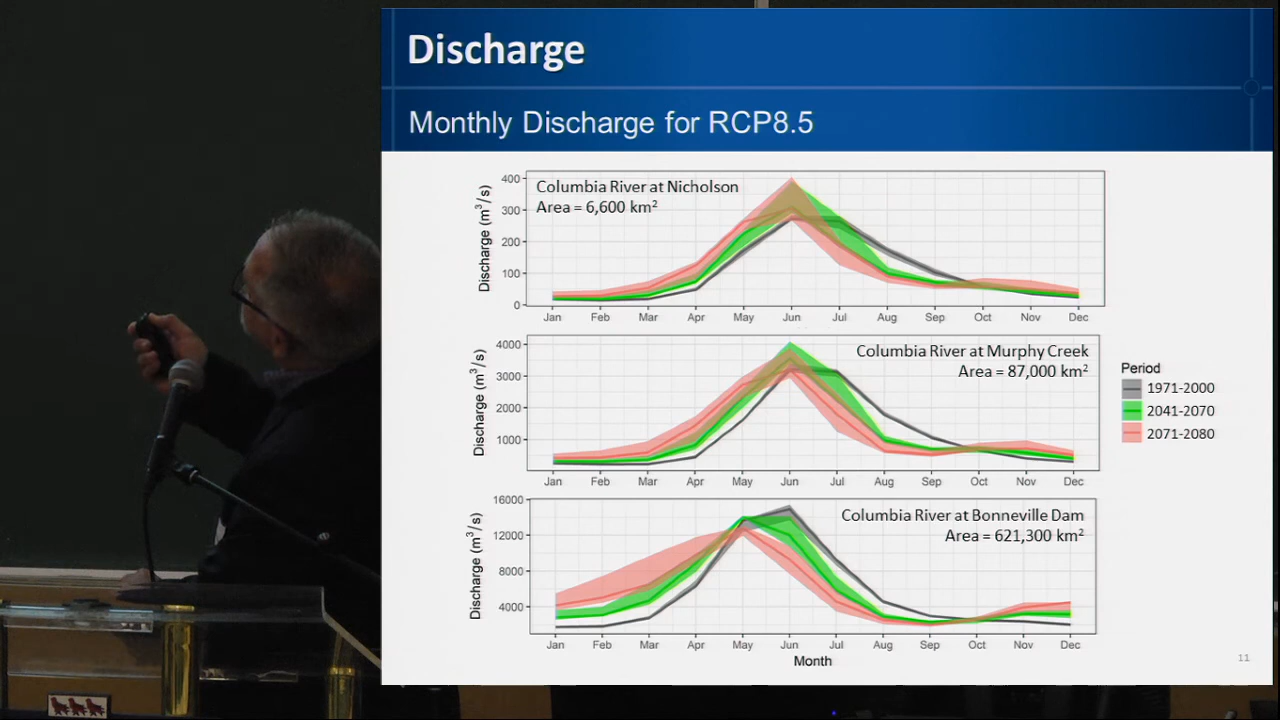 Discharge
Monthly Discharge for RCP8.5
Discharge (m³/s)
400
300
200
100
0
Columbia River at Nicholson
Area = 6,600 km²
Jan Feb Mar Apr May Jun Jul Aug Sep Oct Nov Dec
Discharge (m³/s)
4000
3000
2000
1000
Columbia River at Murphy Creek
Area = 87,000 km²
Jan Feb Mar Apr May Jun Jul Aug Sep Oct Nov Dec
Period
1971-2000
2041-2070
2071-2080
Discharge (m³/s)
16000
12000
8000
4000
Columbia River at Bonneville Dam
Area = 621,300 km²
Jan Feb Mar Apr May Jun Jul Aug Sep Oct Nov Dec
Month
11